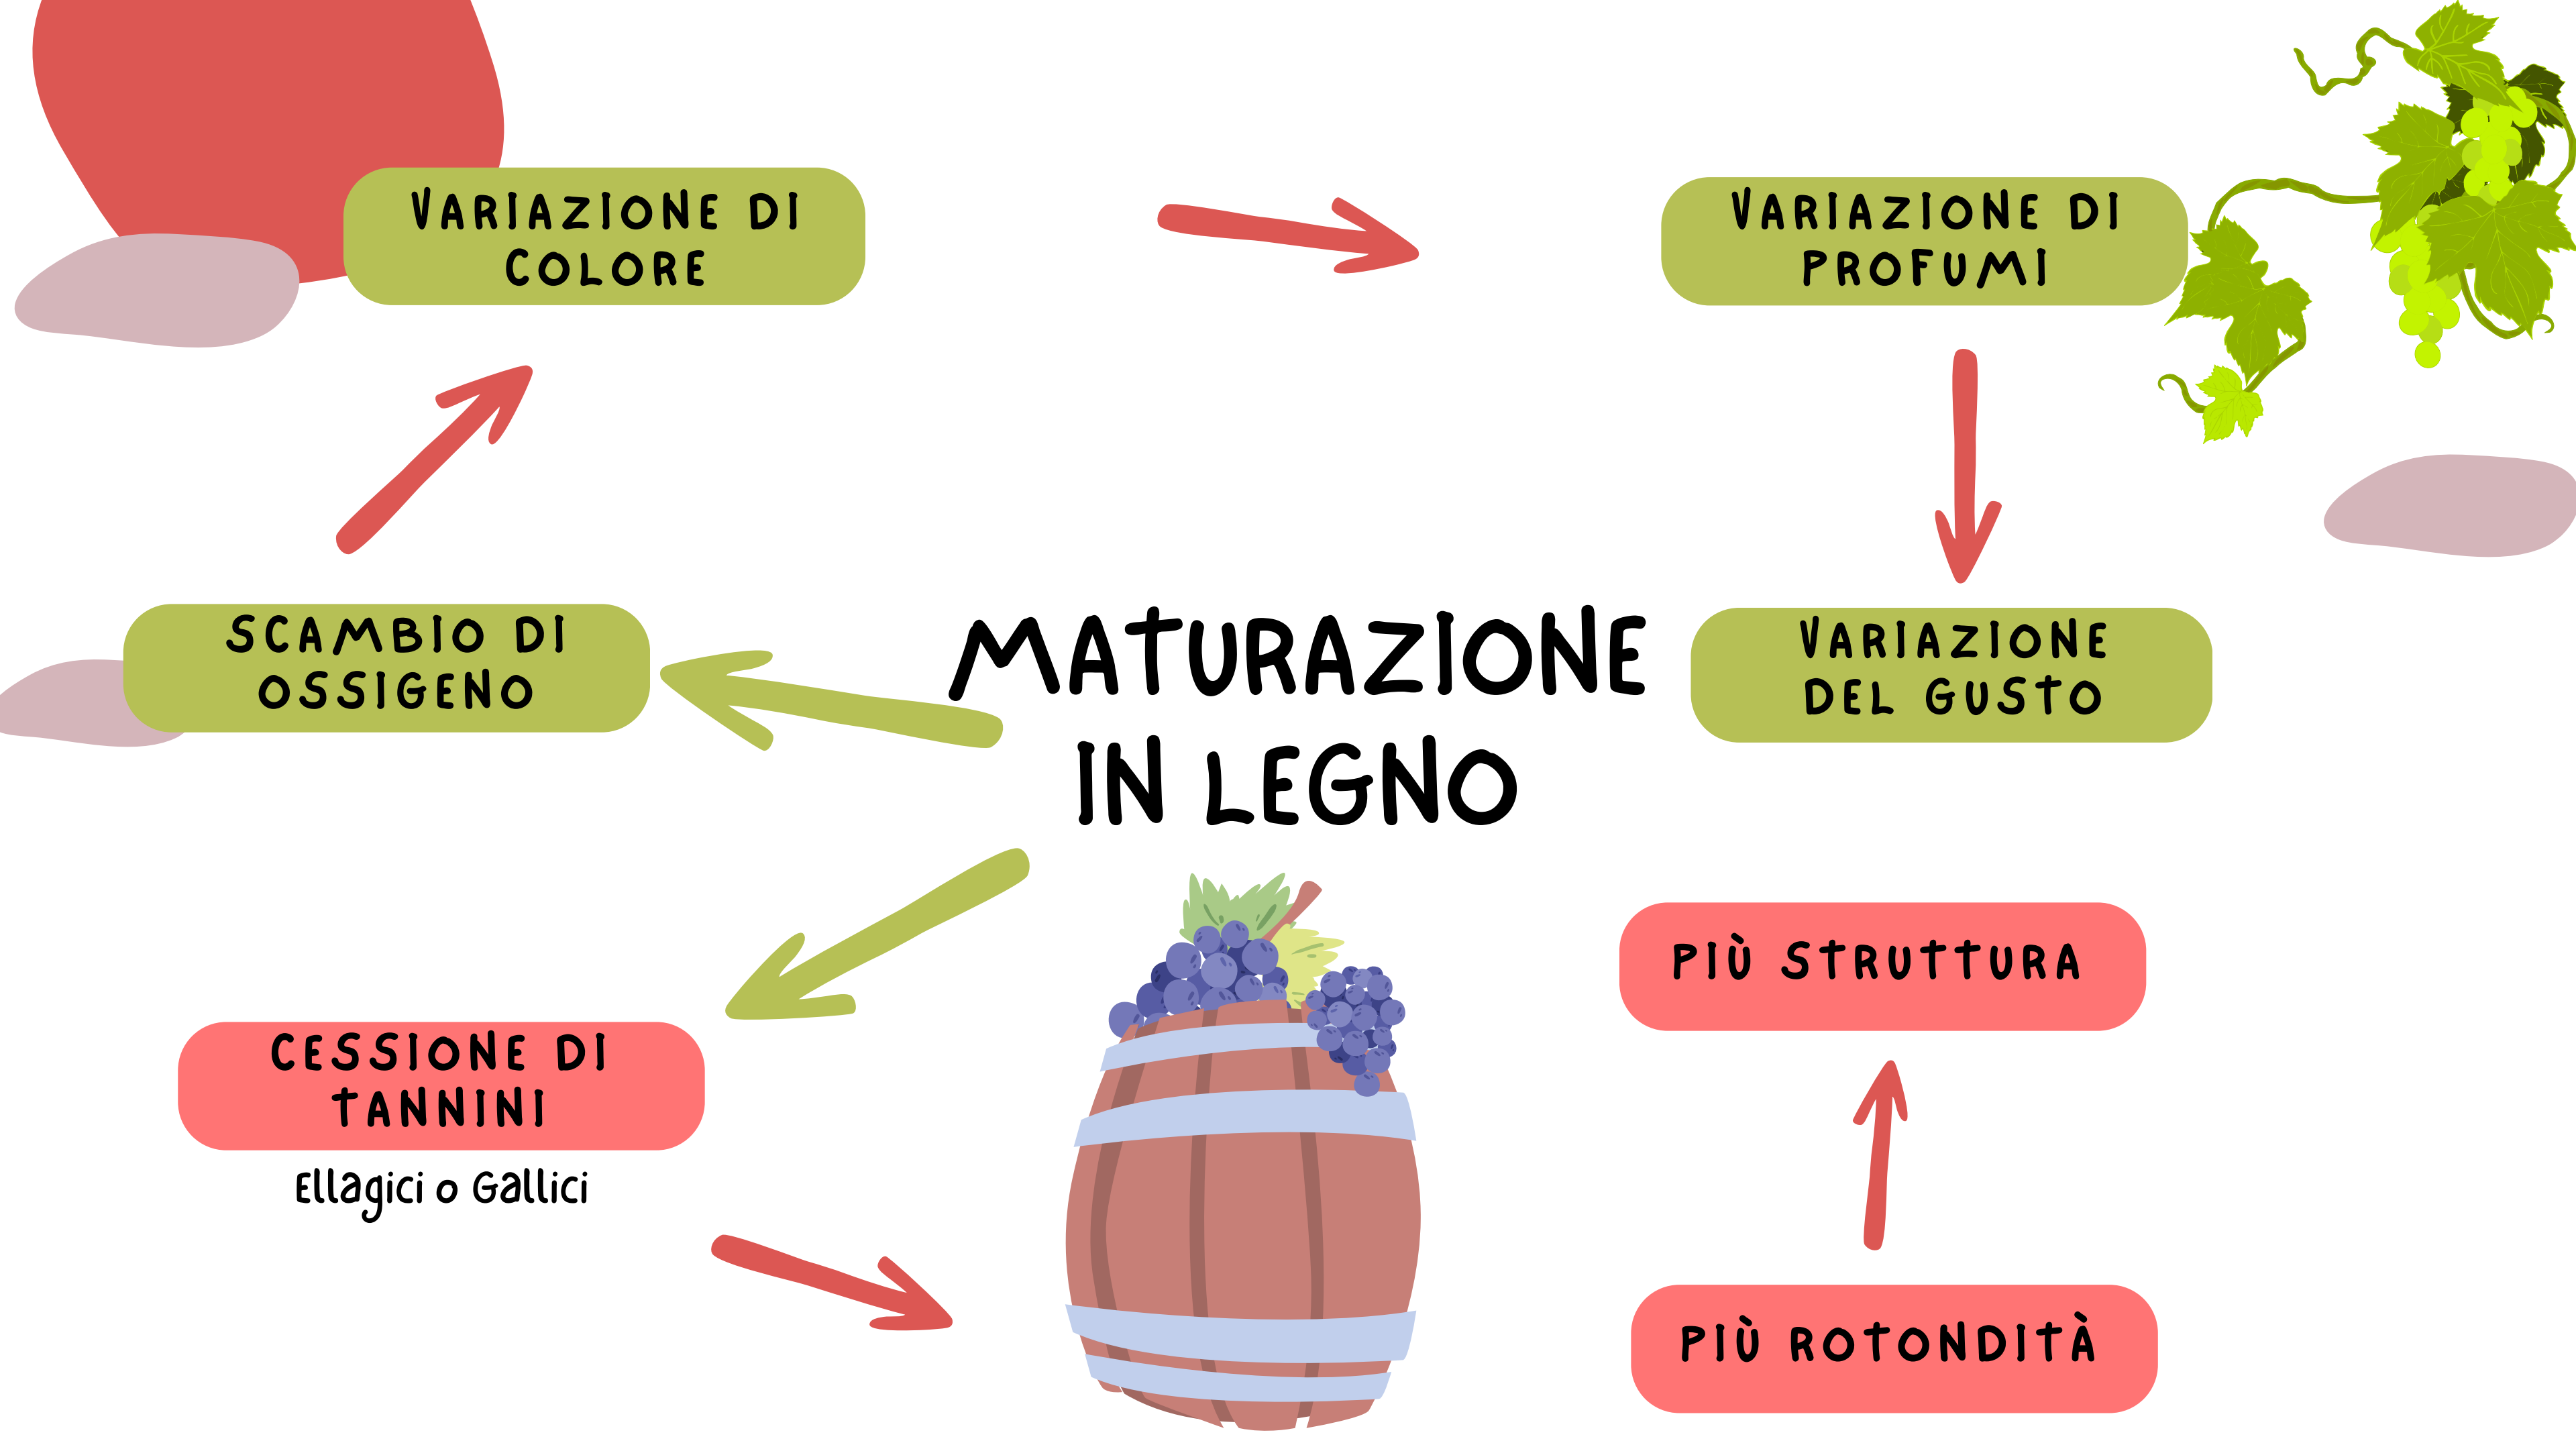 VARIAZIONE DI
COLORE
VARIAZIONE DI
PROFUMI
SCAMBIO DI
OSSIGENO
MATURAZIONE
IN LEGNO
VARIAZIONE
DEL GUSTO
CESSIONE DI
TANNINI
Ellagici o Gallici
PIÙ STRUTTURA
PIÙ ROTONDITÀ